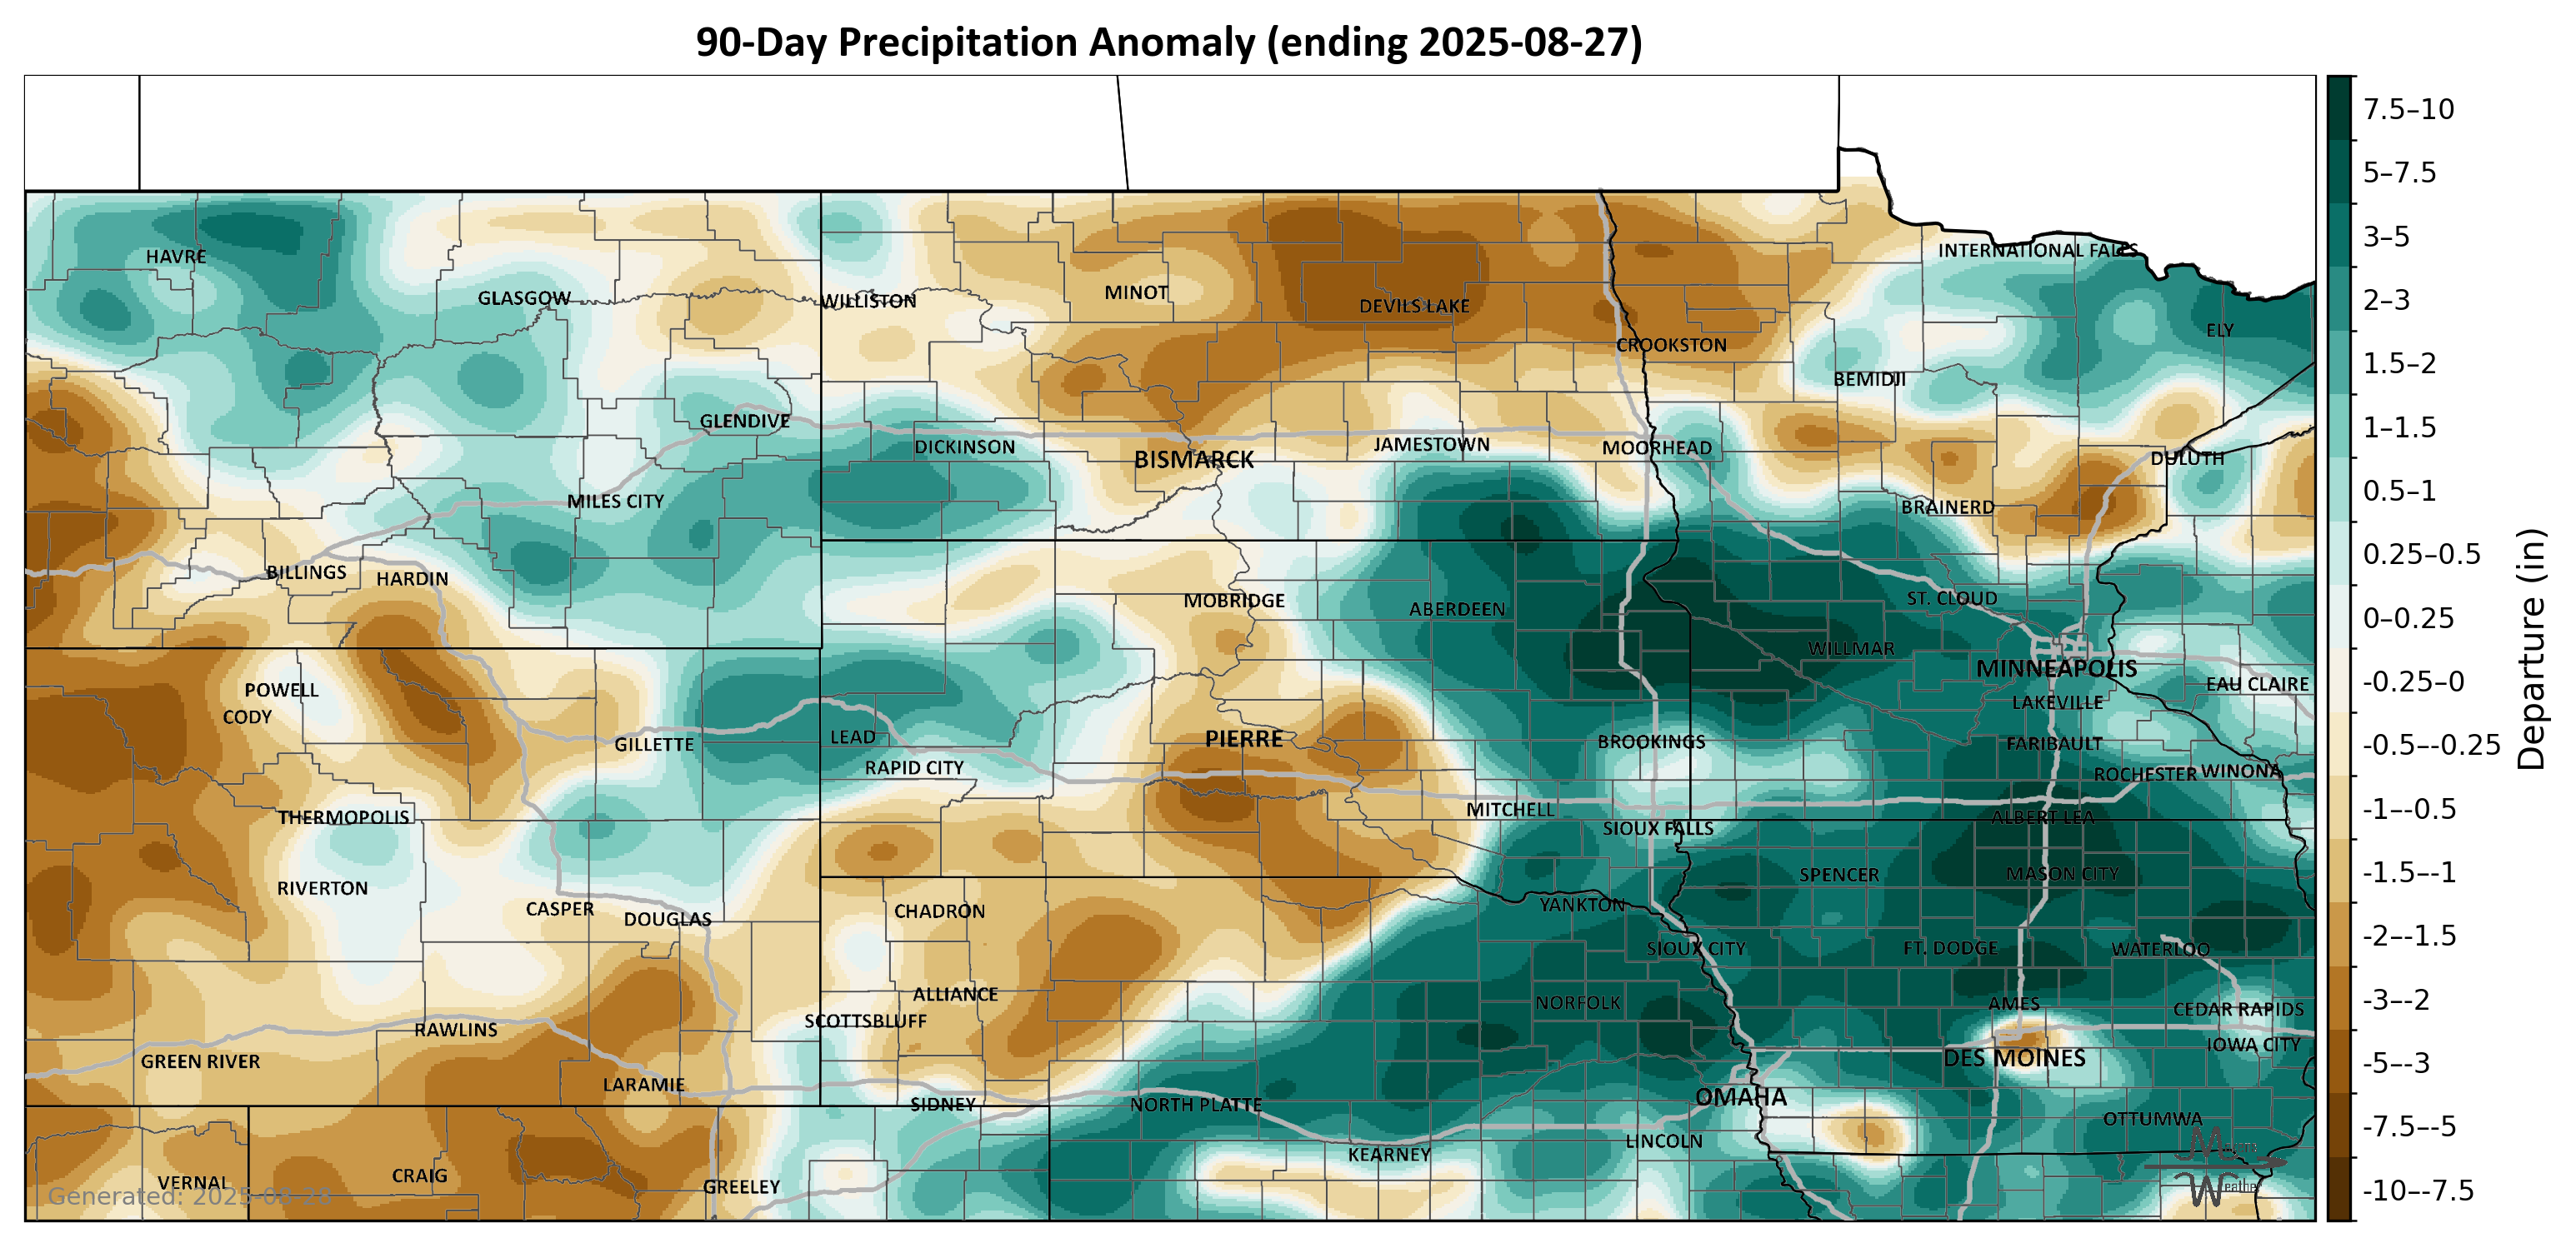 90-Day Precipitation Anomaly (ending 2025-08-27)
7.5–10
HAVRE
5–7.5
INTERNATIONAL FALLS
3–5
GLASGOW
WILLISTON
MINOT
DEVILS LAKE
2–3
ELY
CROOKSTON
1.5–2
BEMIDJI
GLENDIVE
1–1.5
DICKINSON
JAMESTOWN
MOORHEAD
BISMARCK
DULUTH
MILES CITY
0.5–1
BRAINERD
0.25–0.5
BILLINGS
HARDIN
MOBRIDGE
ABERDEEN
ST. CLOUD
0–0.25
Departure (in)
WILLMAR
MINNEAPOLIS
POWELL
EAU CLAIRE
-0.25–0
CODY
LAKEVILLE
LEAD
PIERRE
GILLETTE
BROOKINGS
FARIBAULT
-0.5–-0.25
RAPID CITY
ROCHESTER
WINONA
THERMOPOLIS
MITCHELL
ALBERT LEA
-1–-0.5
SIOUX FALLS
RIVERTON
SPENCER
MASON CITY
-1.5–-1
CASPER
DOUGLAS
CHADRON
YANKTON
-2–-1.5
SIOUX CITY
FT. DODGE
WATERLOO
ALLIANCE
NORFOLK
AMES
CEDAR RAPIDS
-3–-2
SCOTTSBLUFF
RAWLINS
IOWA CITY
GREEN RIVER
DES MOINES
-5–-3
LARAMIE
SIDNEY
NORTH PLATTE
OMAHA
OTTUMWA
-7.5–-5
LINCOLN
KEARNEY
VERNAL
CRAIG
GREELEY
-10–-7.5
Generated: 2025-08-28
Weather